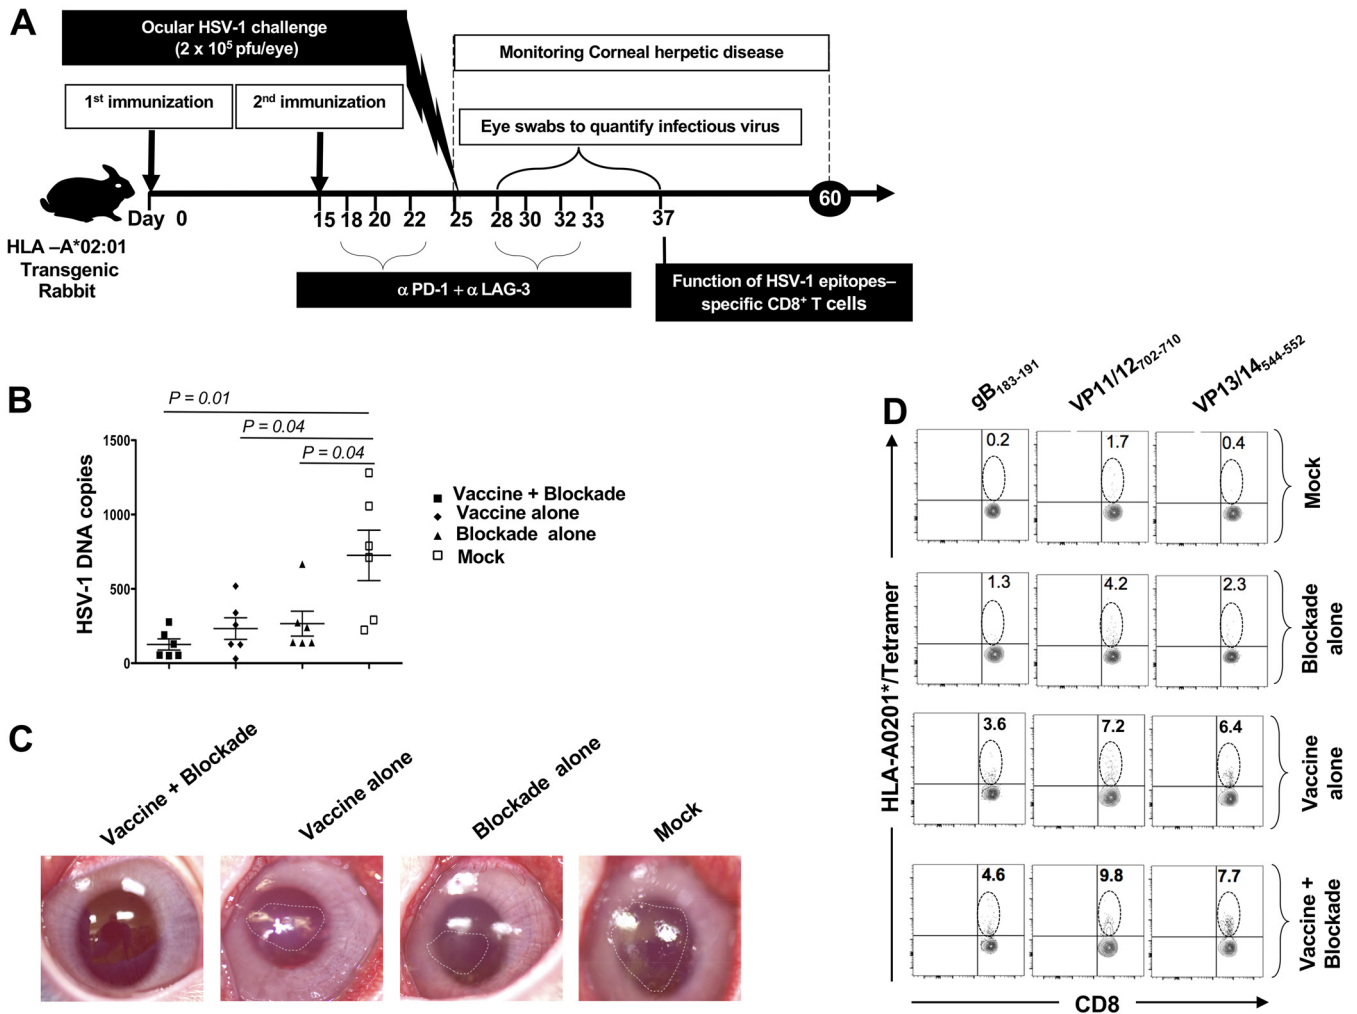 A
Ocular HSV-1 challenge
(2 x 10⁵ pfu/eye)
Monitoring Corneal herpetic disease
1ˢᵗ immunization
2ⁿᵈ immunization
Eye swabs to quantify infectious virus
Day 0 15 18 20 22 25 28 30 32 33 37 60
HLA –A*02:01
Transgenic
Rabbit
α PD-1 + α LAG-3
Function of HSV-1 epitopes–
specific CD8⁺ T cells
B
P = 0.01
P = 0.04
P = 0.04
HSV-1 DNA copies
1500
1000
500
0
Vaccine + Blockade
Vaccine alone
Blockade alone
Mock
C
Vaccine + Blockade
Vaccine alone
Blockade alone
Mock
D
gB₁₈₃₋₁₉₁
VP11/12₇₀₂₋₇₁₀
VP13/14₅₄₄₋₅₅₂
HLA-A0201*/Tetramer
0.2 1.7 0.4
Mock
1.3 4.2 2.3
Blockade
alone
3.6 7.2 6.4
Vaccine
alone
4.6 9.8 7.7
Vaccine +
Blockade
CD8